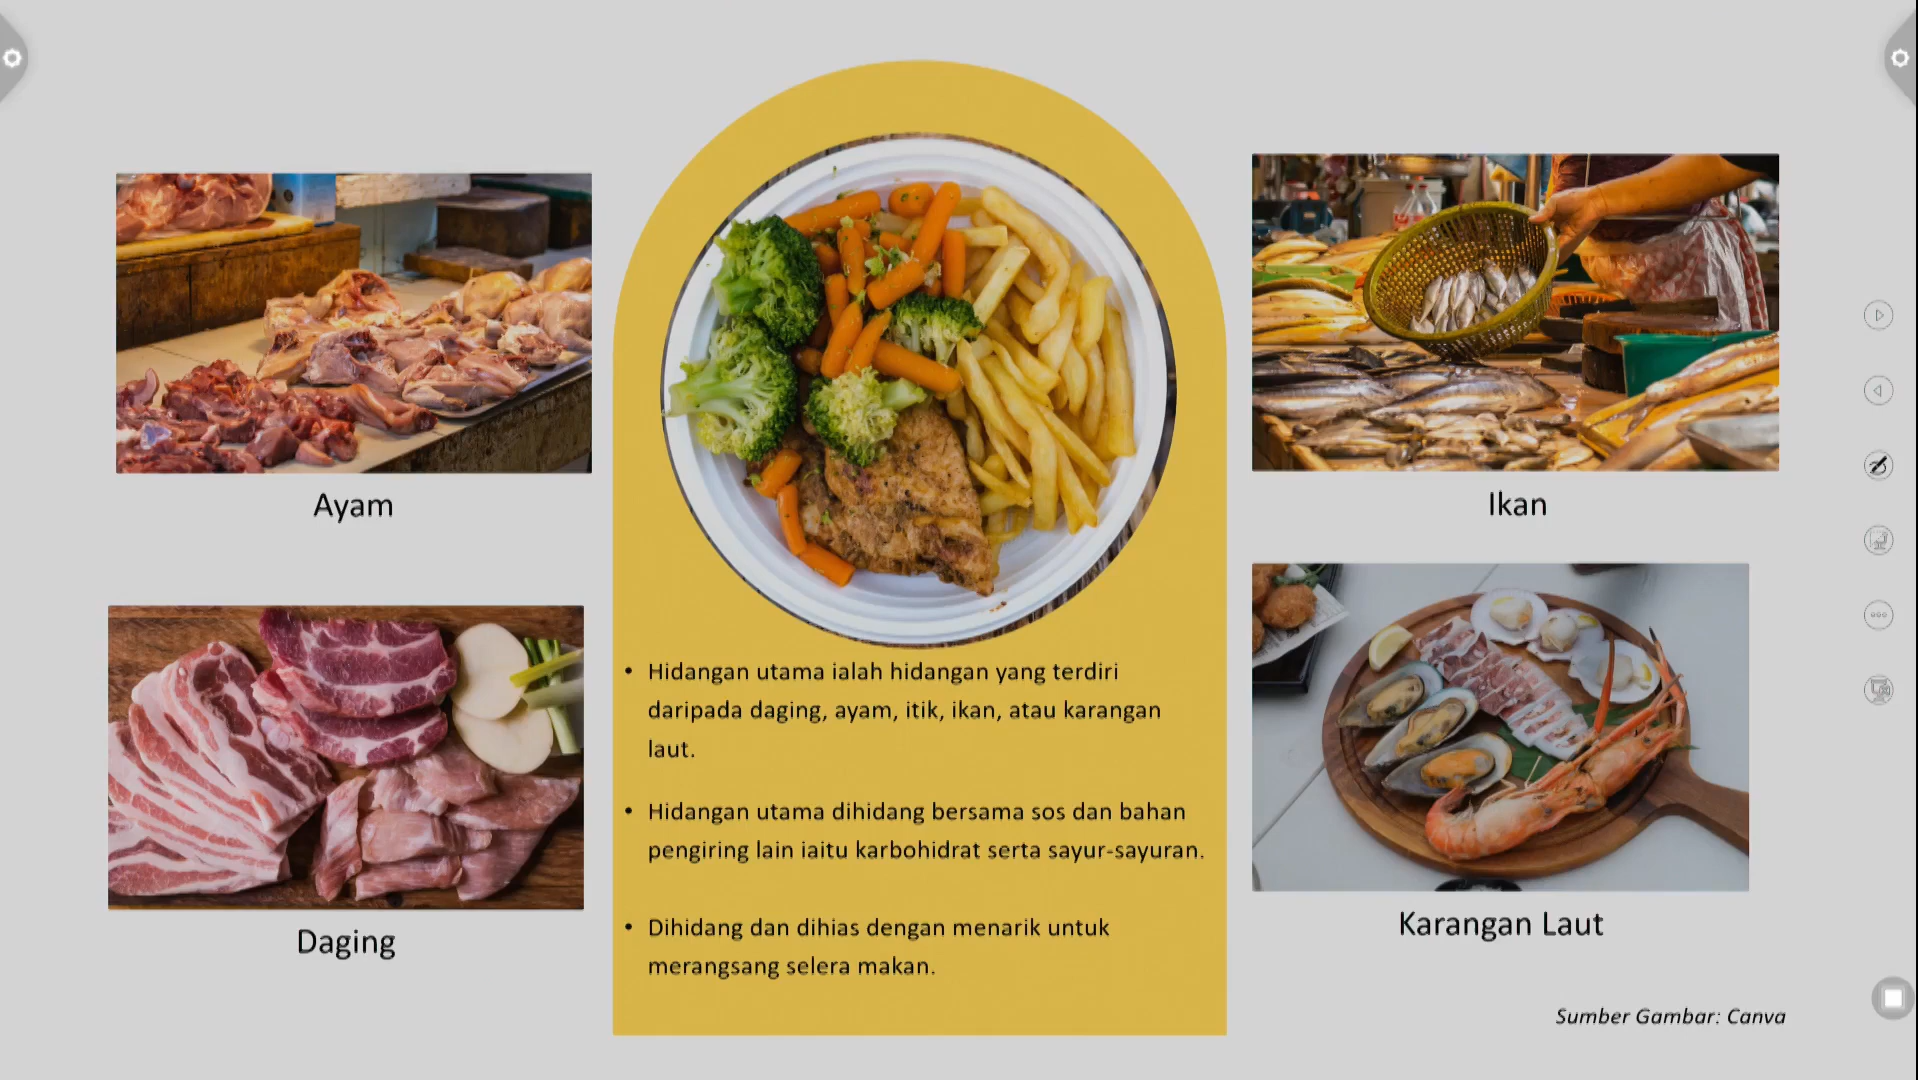 Ayam
Ikan
Daging
Karangan Laut
• Hidangan utama ialah hidangan yang terdiri
daripada daging, ayam, itik, ikan, atau karangan
laut.
• Hidangan utama dihidang bersama sos dan bahan
pengiring lain iaitu karbohidrat serta sayur-sayuran.
• Dihidang dan dihias dengan menarik untuk
merangsang selera makan.
Sumber Gambar: Canva